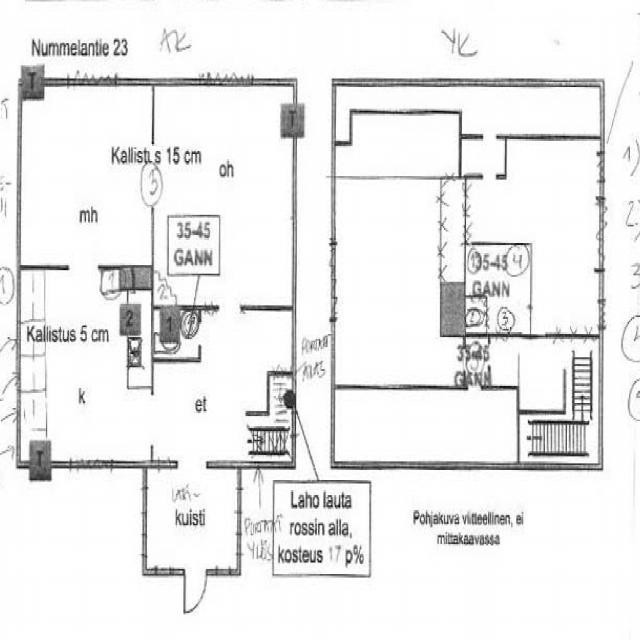 Nummelantie 23
AK
YK
T
T
Kallistus 15 cm
oh
3
mh
35-45
GANN
1
2
Kallistus 5 cm
2
1
k
et
T
kuisti
PORTAAT
YLÖS
PORTAAT
ALAS
Laho lauta
rossin alla,
kosteus 17 p%
35-45
4
GANN
2
3
35-45
GANN
Pohjakuva viitteellinen, ei
mittakaavassa
1)
2)
3